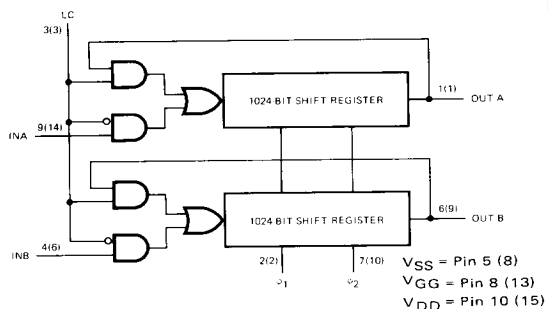 LC
3(3)
1024 BIT SHIFT REGISTER
1(1)
OUT A
9(14)
INA
1024 BIT SHIFT REGISTER
6(9)
OUT B
4(6)
INB
2(2)
7(10)
φ1
φ2
VSS = Pin 5 (8)
VGG = Pin 8 (13)
VDD = Pin 10 (15)